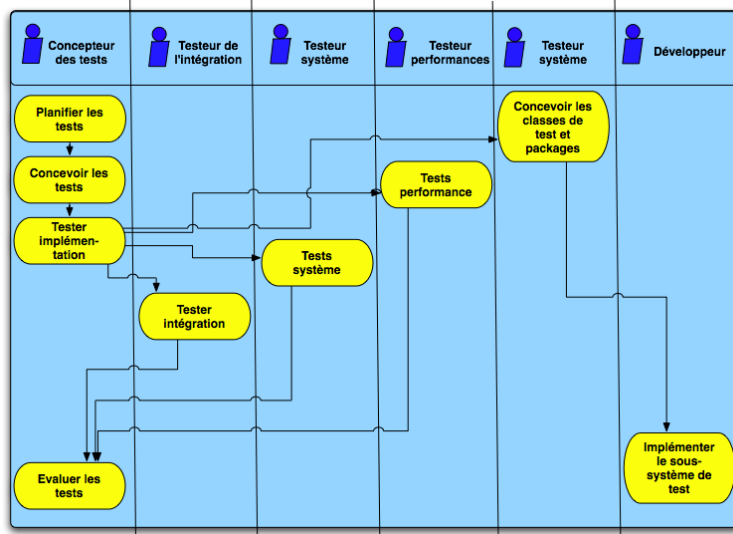 Concepteur
des tests
Testeur de
l'intégration
Testeur
système
Testeur
performances
Testeur
système
Développeur
Planifier les
tests
Concevoir les
classes de
test et
packages
Concevoir les
tests
Tests
performance
Tester
implémen-
tation
Tests
système
Tester
intégration
Evaluer les
tests
Implémenter
le sous-
système de
test